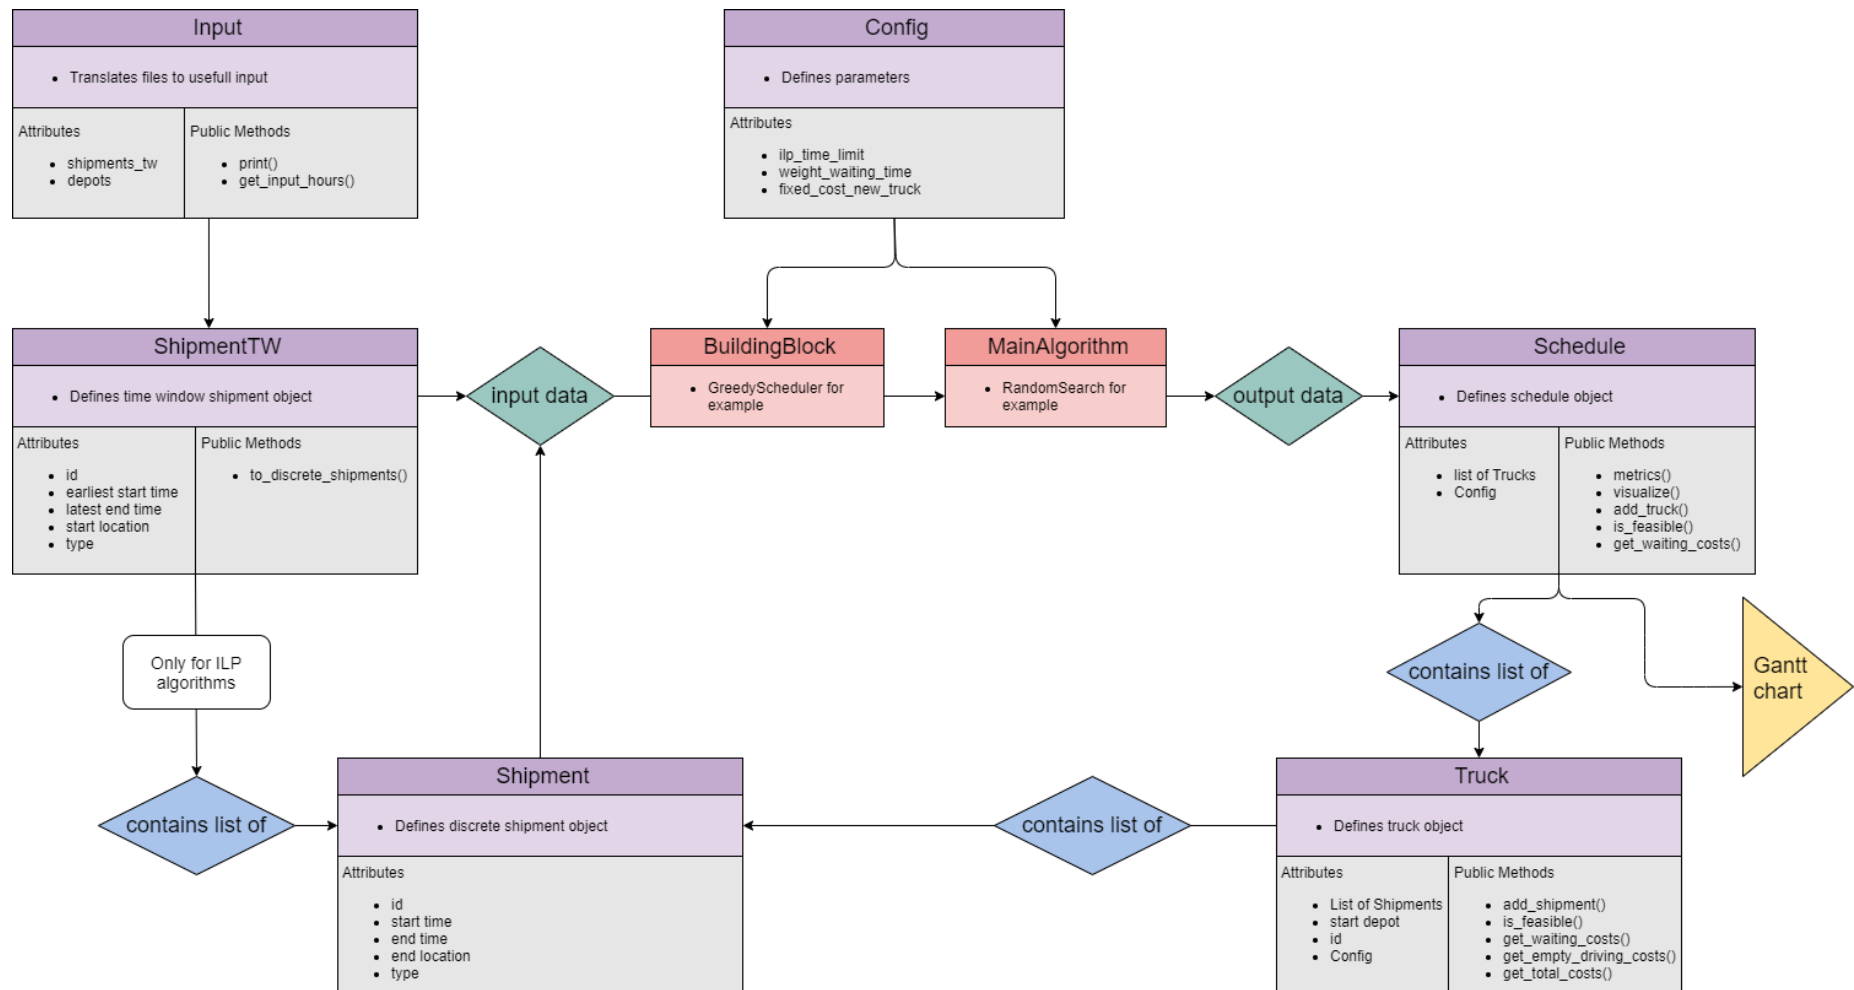 Input
Translates files to usefull input
Attributes
shipments_tw
depots
Public Methods
print()
get_input_hours()
Config
Defines parameters
Attributes
ilp_time_limit
weight_waiting_time
fixed_cost_new_truck
ShipmentTW
Defines time window shipment object
Attributes
id
earliest start time
latest end time
start location
type
Public Methods
to_discrete_shipments()
input data
BuildingBlock
GreedyScheduler for
example
MainAlgorithm
RandomSearch for
example
output data
Schedule
Defines schedule object
Attributes
list of Trucks
Config
Public Methods
metrics()
visualize()
add_truck()
is_feasible()
get_waiting_costs()
Only for ILP
algorithms
contains list of
Gantt
chart
contains list of
Shipment
Defines discrete shipment object
Attributes
id
start time
end time
end location
type
contains list of
Truck
Defines truck object
Attributes
List of Shipments
start depot
id
Config
Public Methods
add_shipment()
is_feasible()
get_waiting_costs()
get_empty_driving_costs()
get_total_costs()